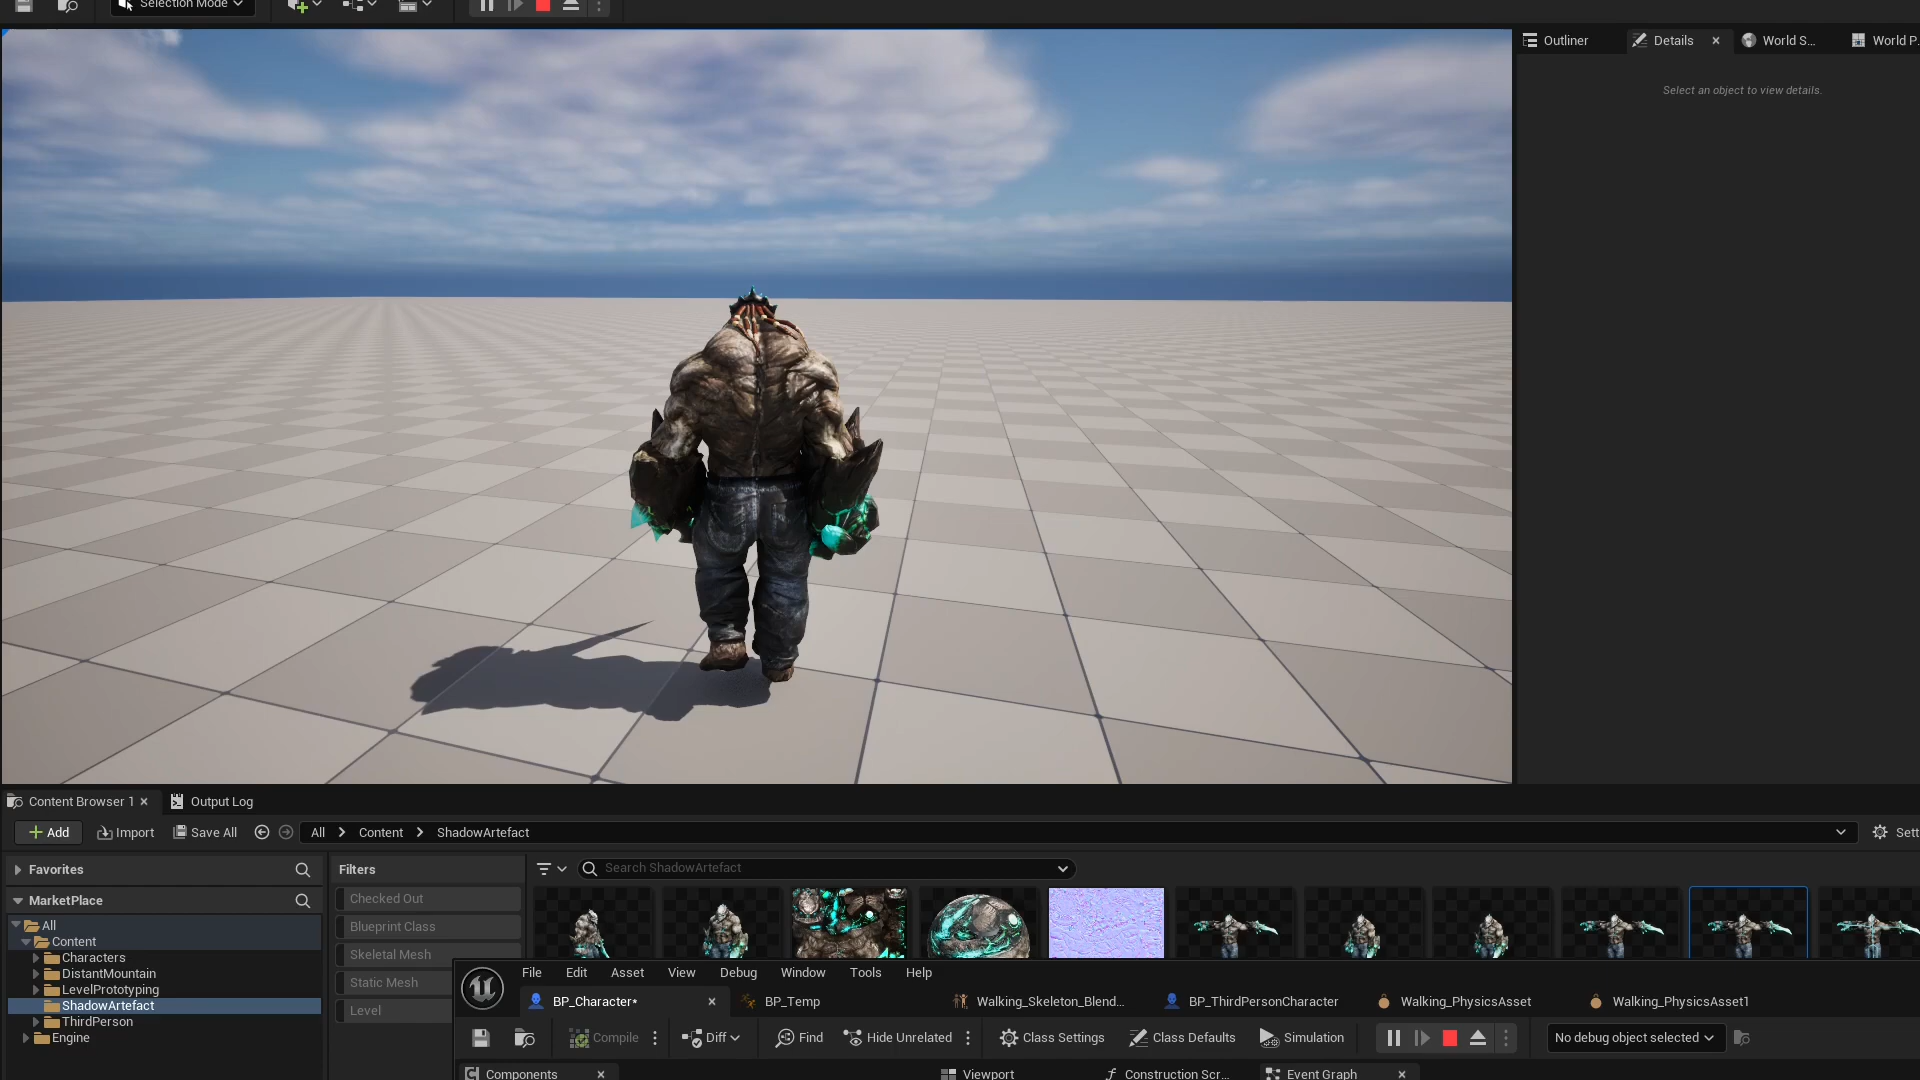 Selection Mode
Outliner
Details
World S...
World P.
Select an object to view details.
Content Browser 1
Output Log
Add
Import
Save All
All
Content
ShadowArtefact
Sett
Favorites
Filters
Search ShadowArtefact
MarketPlace
Checked Out
All
Blueprint Class
Content
Skeletal Mesh
Characters
DistantMountain
Static Mesh
LevelPrototyping
ShadowArtefact
Level
ThirdPerson
Engine
File Edit Asset View Debug Window Tools Help
BP_Character*
BP_Temp
Walking_Skeleton_Blend...
BP_ThirdPersonCharacter
Walking_PhysicsAsset
Walking_PhysicsAsset1
Compile
Diff
Find
Hide Unrelated
Class Settings
Class Defaults
Simulation
No debug object selected
Components
Viewport
Construction Scr...
Event Graph